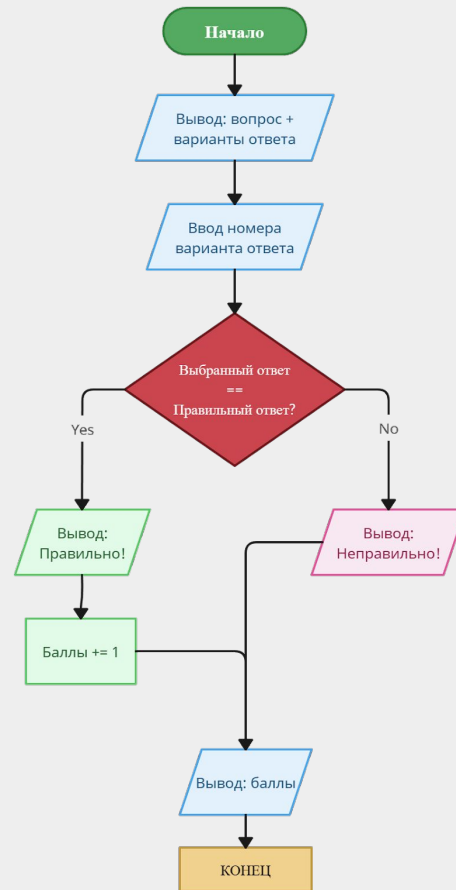 Начало
Вывод: вопрос +
варианты ответа
Ввод номера
варианта ответа
Выбранный ответ
==
Правильный ответ?
Yes
No
Вывод:
Правильно!
Вывод:
Неправильно!
Баллы += 1
Вывод: баллы
КОНЕЦ